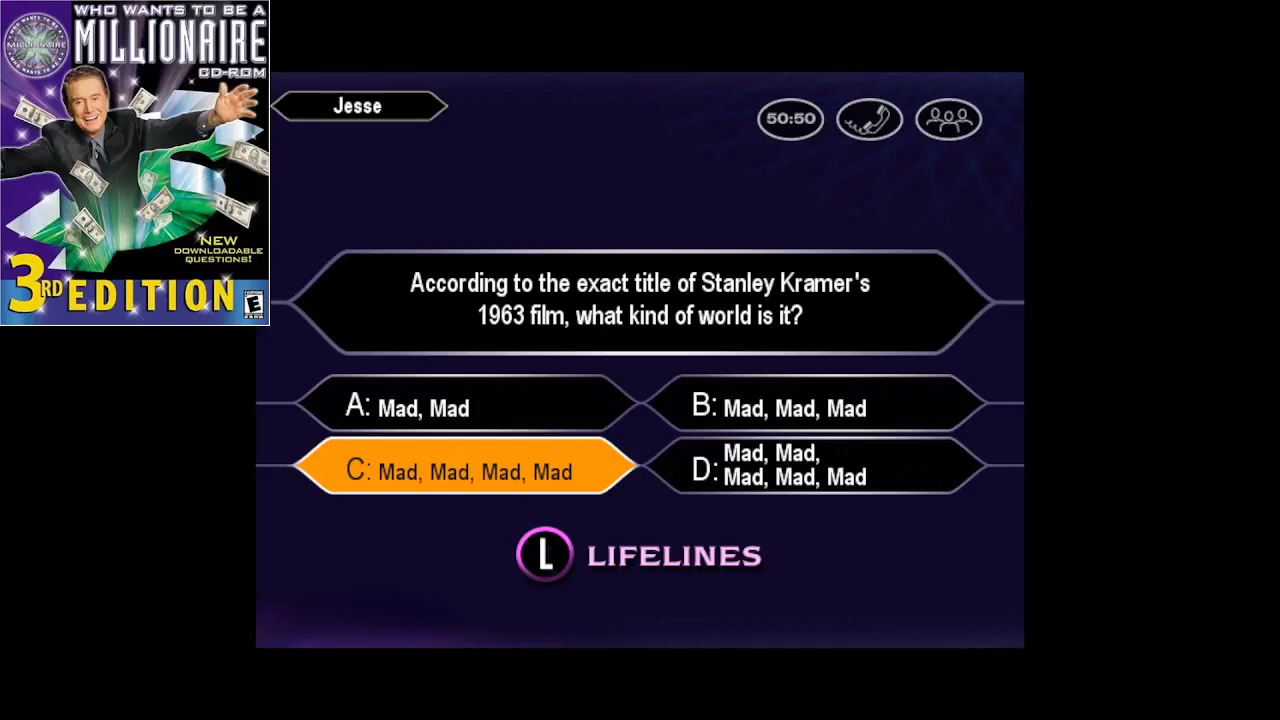 WHO WANTS TO BE A
MILLIONAIRE
CD-ROM
MILLIONAIRE
NEW
DOWNLOADABLE
QUESTIONS!
3RD EDITION
E
Jesse
50:50
According to the exact title of Stanley Kramer's
1963 film, what kind of world is it?
A: Mad, Mad
B: Mad, Mad, Mad
C: Mad, Mad, Mad, Mad
D: Mad, Mad,
Mad, Mad, Mad
L LIFELINES